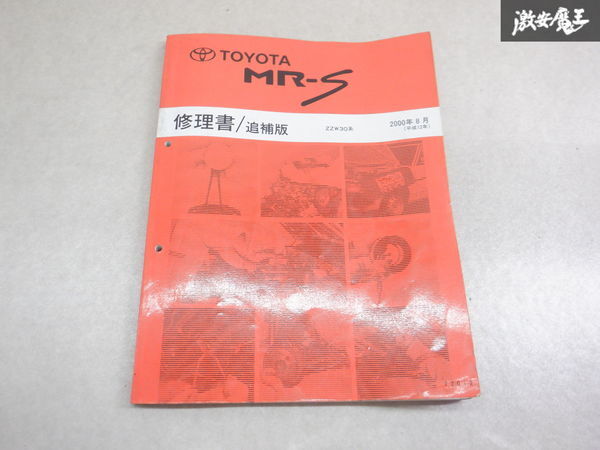 激安魔王
TOYOTA
MR-S
修理書/追補版
ZZW30系
2000年8月
(平成12年)